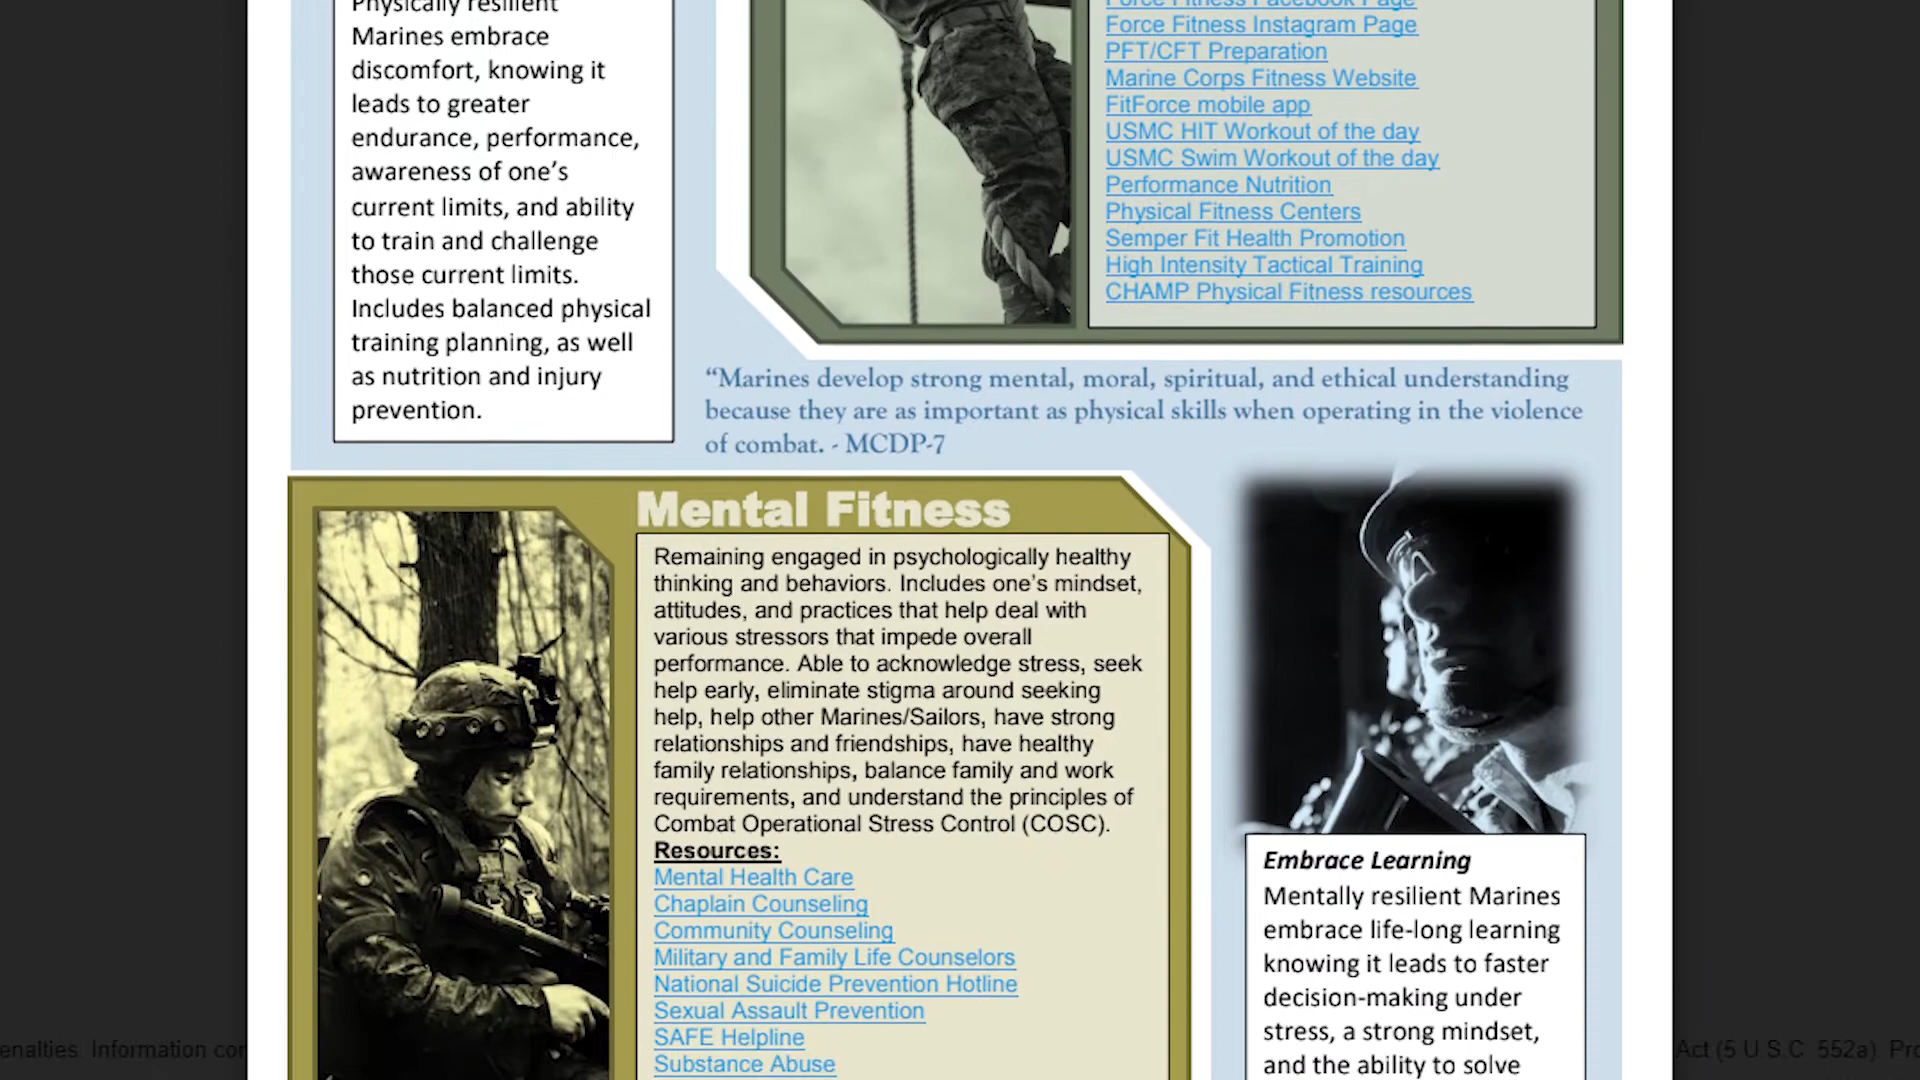 Physically resilient
Marines embrace
discomfort, knowing it
leads to greater
endurance, performance,
awareness of one’s
current limits, and ability
to train and challenge
those current limits.
Includes balanced physical
training planning, as well
as nutrition and injury
prevention.
Force Fitness Facebook Page
Force Fitness Instagram Page
PFT/CFT Preparation
Marine Corps Fitness Website
FitForce mobile app
USMC HIT Workout of the day
USMC Swim Workout of the day
Performance Nutrition
Physical Fitness Centers
Semper Fit Health Promotion
High Intensity Tactical Training
CHAMP Physical Fitness resources
“Marines develop strong mental, moral, spiritual, and ethical understanding
because they are as important as physical skills when operating in the violence
of combat. - MCDP-7
Mental Fitness
Remaining engaged in psychologically healthy
thinking and behaviors. Includes one’s mindset,
attitudes, and practices that help deal with
various stressors that impede overall
performance. Able to acknowledge stress, seek
help early, eliminate stigma around seeking
help, help other Marines/Sailors, have strong
relationships and friendships, have healthy
family relationships, balance family and work
requirements, and understand the principles of
Combat Operational Stress Control (COSC).
Resources:
Mental Health Care
Chaplain Counseling
Community Counseling
Military and Family Life Counselors
National Suicide Prevention Hotline
Sexual Assault Prevention
SAFE Helpline
Substance Abuse
Embrace Learning
Mentally resilient Marines
embrace life-long learning
knowing it leads to faster
decision-making under
stress, a strong mindset,
and the ability to solve
Information
Act (5 U.S.C. 552a).